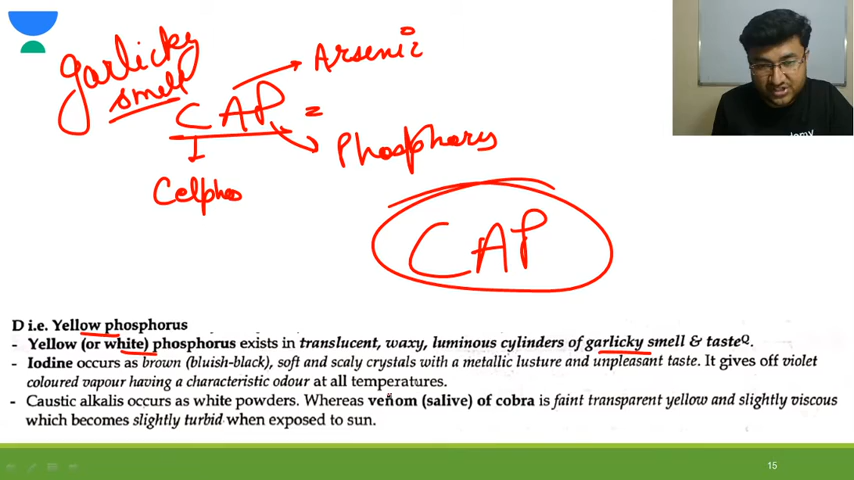 garlicky
smell
CAP =
Arsenic
Phosphorus
Celphos
CAP
demy
D i.e. Yellow phosphorus
- Yellow (or white) phosphorus exists in translucent, waxy, luminous cylinders of garlicky smell & tasteQ.
- Iodine occurs as brown (bluish-black), soft and scaly crystals with a metallic lusture and unpleasant taste. It gives off violet
coloured vapour having a characteristic odour at all temperatures.
- Caustic alkalis occurs as white powders. Whereas venom (salive) of cobra is faint transparent yellow and slightly viscous
which becomes slightly turbid when exposed to sun.
15